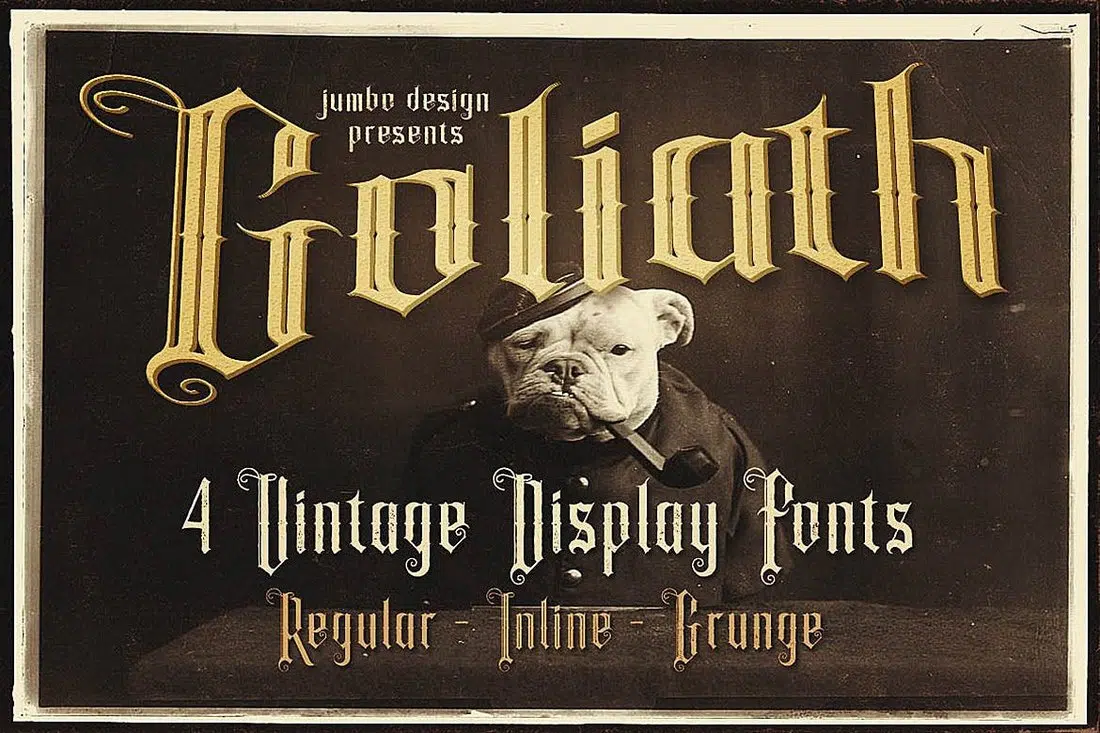 jumbo design
presents
Goliath
4 Vintage Display Fonts
Regular - Inline - Grunge